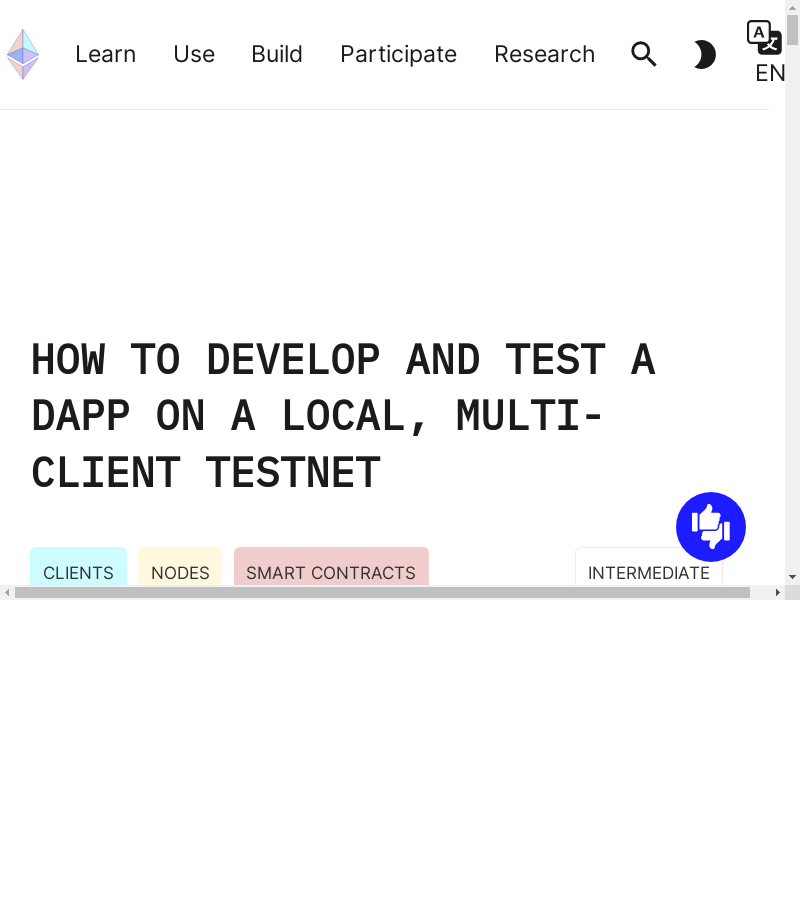 Learn Use Build Participate Research
A
EN
HOW TO DEVELOP AND TEST A
DAPP ON A LOCAL, MULTI-
CLIENT TESTNET
CLIENTS NODES SMART CONTRACTS INTERMEDIATE